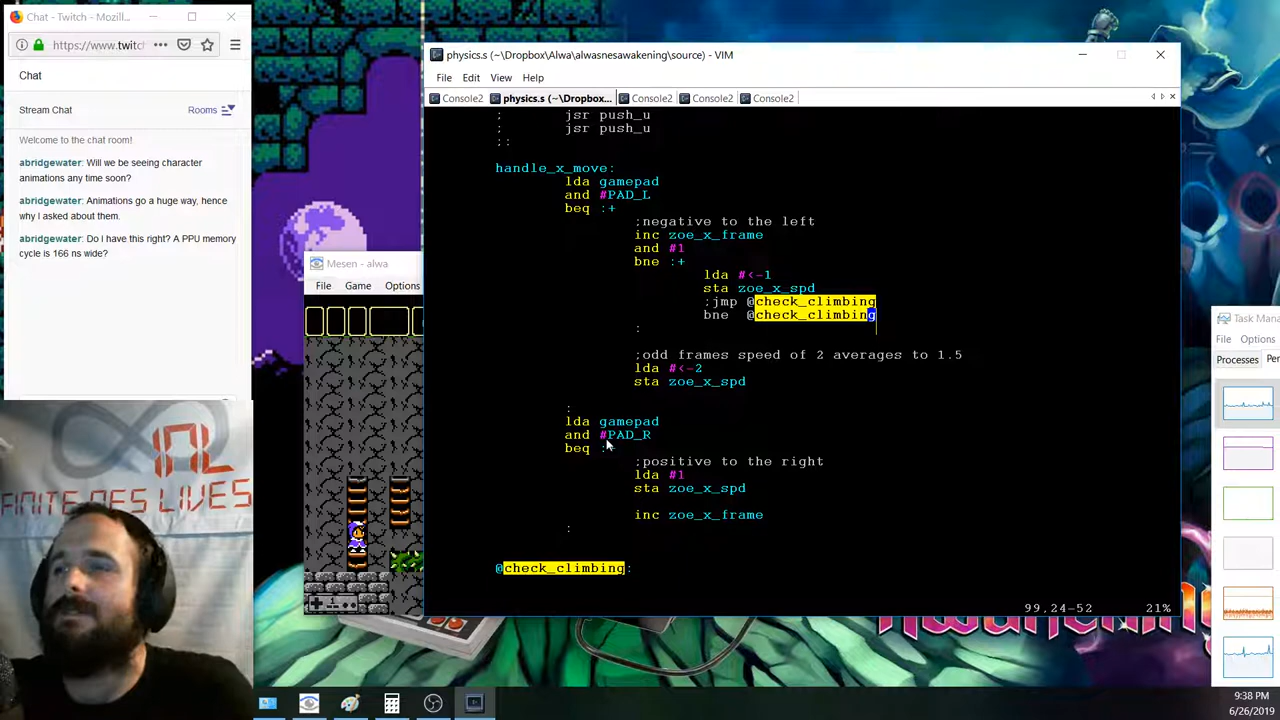 Chat - Twitch - Mozill...
https://www.twitc
Chat
Stream Chat
Rooms
Welcome to the chat room!
abridgewater: Will we be seeing character
animations any time soon?
abridgewater: Animations go a huge way, hence
why I asked about them.
abridgewater: Do I have this right? A PPU memory
cycle is 166 ns wide?
physics.s (~\Dropbox\Alwa\alwasnesawakening\source) - VIM
File Edit View Help
Console2 physics.s (~\Dropbox... Console2 Console2 Console2
; jsr push_u
; jsr push_u
;;
handle_x_move:
lda gamepad
and #PAD_L
beq :+
;negative to the left
inc zoe_x_frame
and #1
bne :+
lda #<-1
sta zoe_x_spd
;jmp @check_climbing
bne @check_climbing
:
;odd frames speed of 2 averages to 1.5
lda #<-2
sta zoe_x_spd
:
lda gamepad
and #PAD_R
beq :+
;positive to the right
lda #1
sta zoe_x_spd
inc zoe_x_frame
:
@check_climbing:
99,24-52 21%
Mesen - alwa
File Game Options
Task Mana
File Options
Processes
FINITE NES LIVES
9:38 PM
6/26/2019